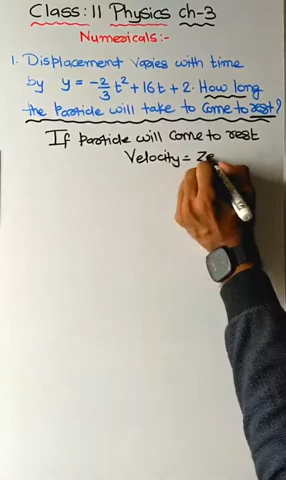 Class:11 Physics ch-3
Numericals:-
1. Displacement Varies with time
by y = -2/3 t² + 16t + 2. How long
the Particle will take to Come to rest?
If Particle will Come to rest
Velocity = Ze